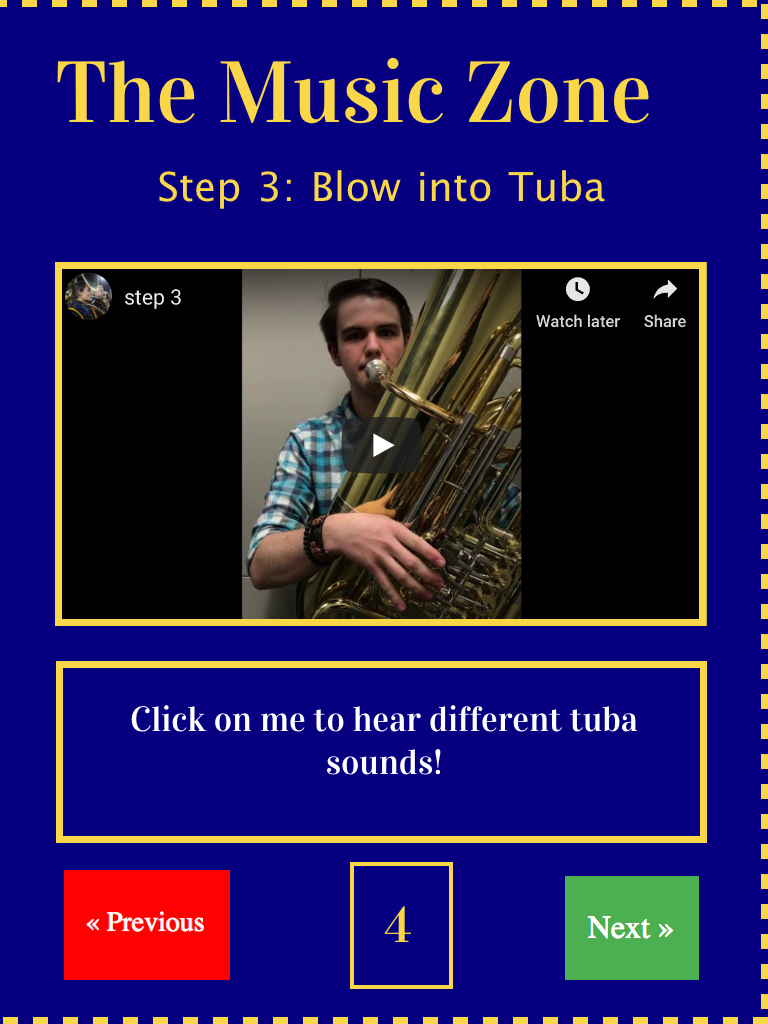 The Music Zone
Step 3: Blow into Tuba
step 3
Watch later
Share
Click on me to hear different tuba
sounds!
« Previous
4
Next »